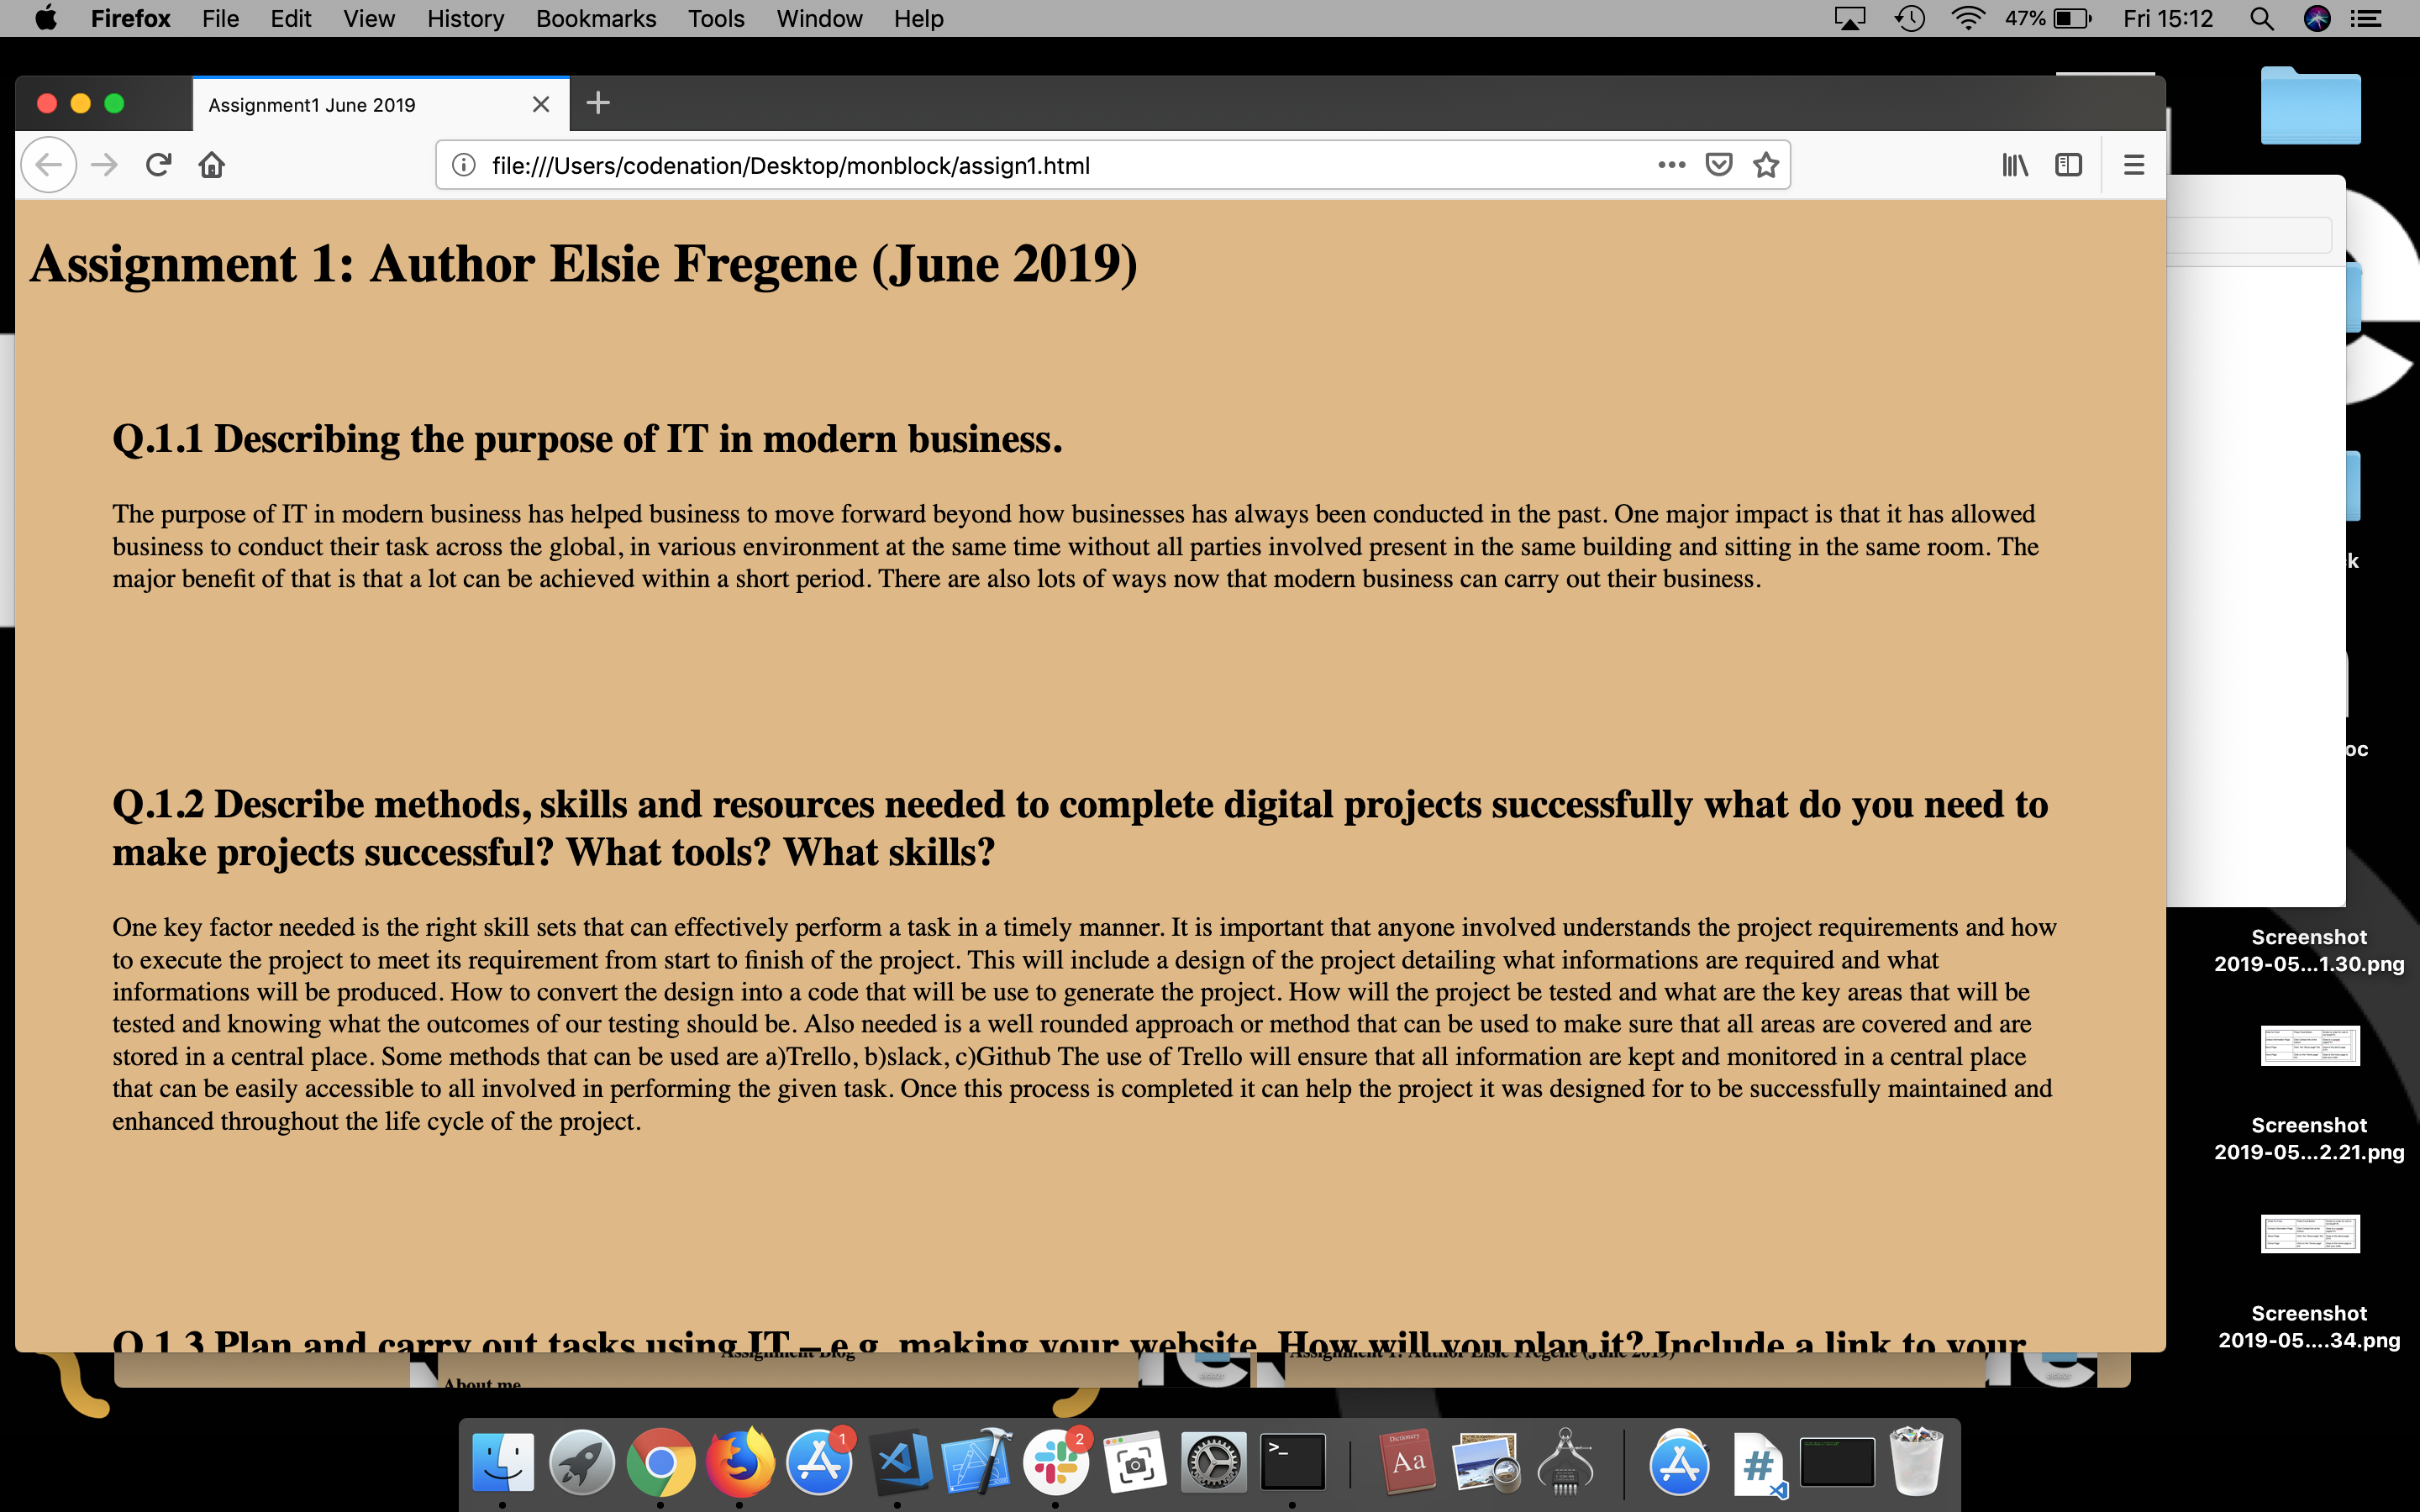 Firefox File Edit View History Bookmarks Tools Window Help 47% Fri 15:12
Assignment1 June 2019
file:///Users/codenation/Desktop/monblock/assign1.html
Assignment 1: Author Elsie Fregene (June 2019)
Q.1.1 Describing the purpose of IT in modern business.
The purpose of IT in modern business has helped business to move forward beyond how businesses has always been conducted in the past. One major impact is that it has allowed
business to conduct their task across the global, in various environment at the same time without all parties involved present in the same building and sitting in the same room. The
major benefit of that is that a lot can be achieved within a short period. There are also lots of ways now that modern business can carry out their business.
Q.1.2 Describe methods, skills and resources needed to complete digital projects successfully what do you need to
make projects successful? What tools? What skills?
One key factor needed is the right skill sets that can effectively perform a task in a timely manner. It is important that anyone involved understands the project requirements and how
to execute the project to meet its requirement from start to finish of the project. This will include a design of the project detailing what informations are required and what
informations will be produced. How to convert the design into a code that will be use to generate the project. How will the project be tested and what are the key areas that will be
tested and knowing what the outcomes of our testing should be. Also needed is a well rounded approach or method that can be used to make sure that all areas are covered and are
stored in a central place. Some methods that can be used are a)Trello, b)slack, c)Github The use of Trello will ensure that all information are kept and monitored in a central place
that can be easily accessible to all involved in performing the given task. Once this process is completed it can help the project it was designed for to be successfully maintained and
enhanced throughout the life cycle of the project.
Q.1.3 Plan and carry out tasks using IT – e.g. making your website. How will you plan it? Include a link to your
Assignment Blog
Assignment 1: Author Elsie Fregene (June 2019)
About me
k
oc
Screenshot
2019-05...1.30.png
Screenshot
2019-05...2.21.png
Screenshot
2019-05....34.png
1
2
>_
Dictionary
Aa
#